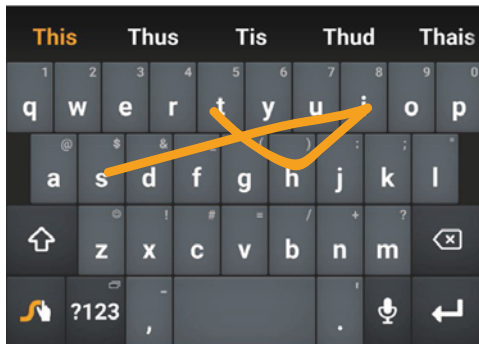 This Thus Tis Thud Thais
1 2 3 4 5 6 7 8 9 0
q w e r t y u i o p
@ $ & _ ( ) : ; "
a s d f g h j k l
☺ ! # = / + ?
z x c v b n m
?123 , _ . '